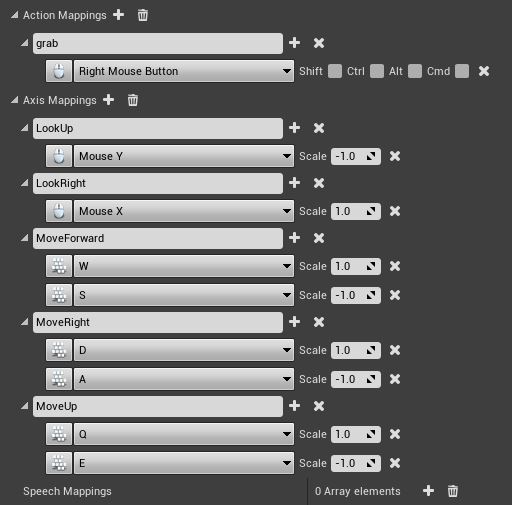 Action Mappings
grab
Right Mouse Button Shift Ctrl Alt Cmd
Axis Mappings
LookUp
Mouse Y Scale -1.0
LookRight
Mouse X Scale 1.0
MoveForward
W Scale 1.0
S Scale -1.0
MoveRight
D Scale 1.0
A Scale -1.0
MoveUp
Q Scale 1.0
E Scale -1.0
Speech Mappings 0 Array elements